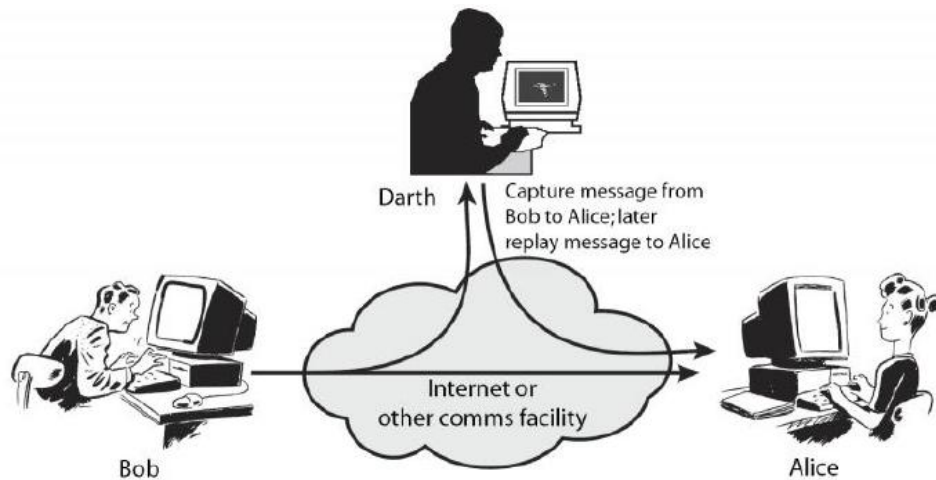 Darth
Capture message from
Bob to Alice; later
replay message to Alice
Internet or
other comms facility
Bob
Alice